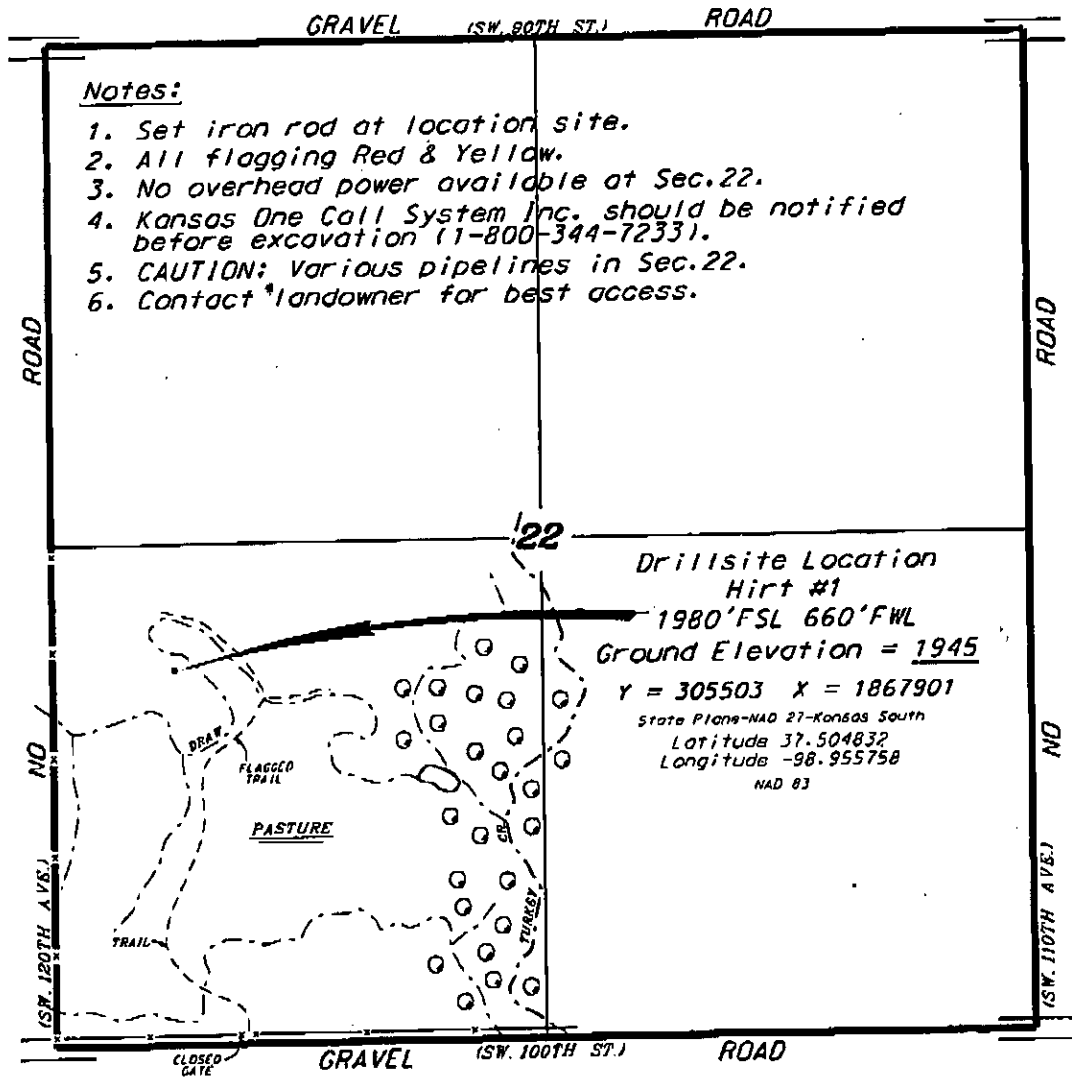 GRAVEL (SW. 90TH ST.) ROAD
Notes:
1. Set iron rod at location site.
2. All flagging Red & Yellow.
3. No overhead power available at Sec.22.
4. Kansas One Call System Inc. should be notified
before excavation (1-800-344-7233).
5. CAUTION: Various pipelines in Sec.22.
6. Contact landowner for best access.
ROAD
ROAD
22
Drillsite Location
Hirt #1
1980'FSL 660'FWL
Ground Elevation = 1945
Y = 305503 X = 1867901
State Plane-NAD 27-Kansas South
Latitude 37.504832
Longitude -98.955758
NAD 83
NO
NO
DRAW
FLAGGED
TRAIL
PASTURE
CR.
TURKEY
TRAIL
(SW. 120TH AVE.)
(SW. 110TH AVE.)
CLOSED
GATE
GRAVEL (SW. 100TH ST.) ROAD